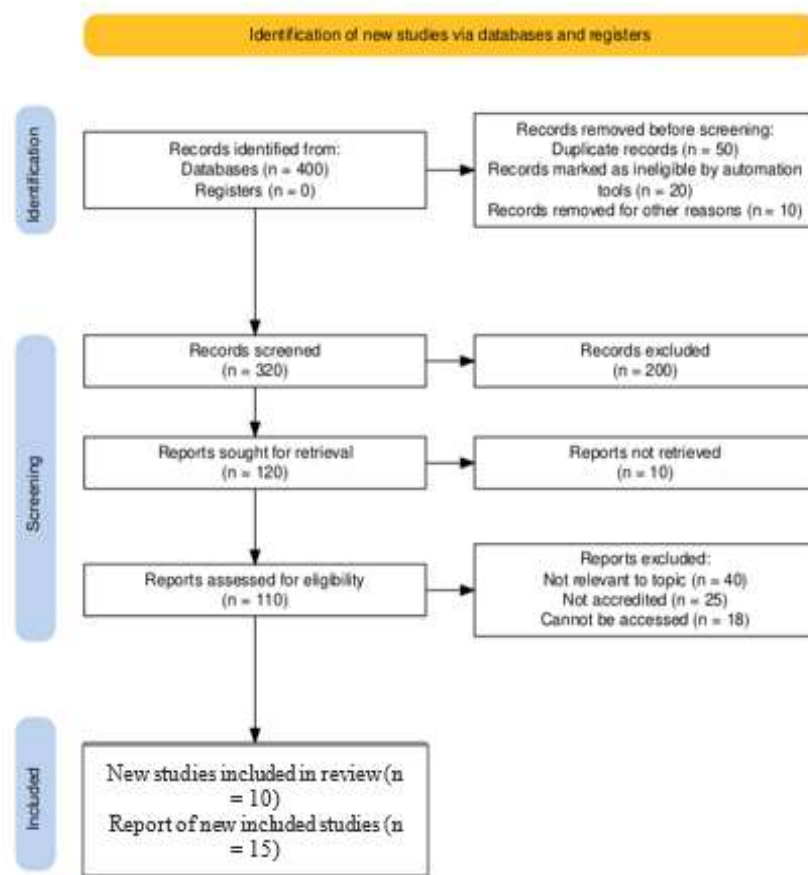 Identification of new studies via databases and registers
Identification
Records identified from:
Databases (n = 400)
Registers (n = 0)
Records removed before screening:
Duplicate records (n = 50)
Records marked as ineligible by automation
tools (n = 20)
Records removed for other reasons (n = 10)
Screening
Records screened
(n = 320)
Records excluded
(n = 200)
Reports sought for retrieval
(n = 120)
Reports not retrieved
(n = 10)
Reports assessed for eligibility
(n = 110)
Reports excluded:
Not relevant to topic (n = 40)
Not accredited (n = 25)
Cannot be accessed (n = 18)
Included
New studies included in review (n
= 10)
Report of new included studies (n
= 15)